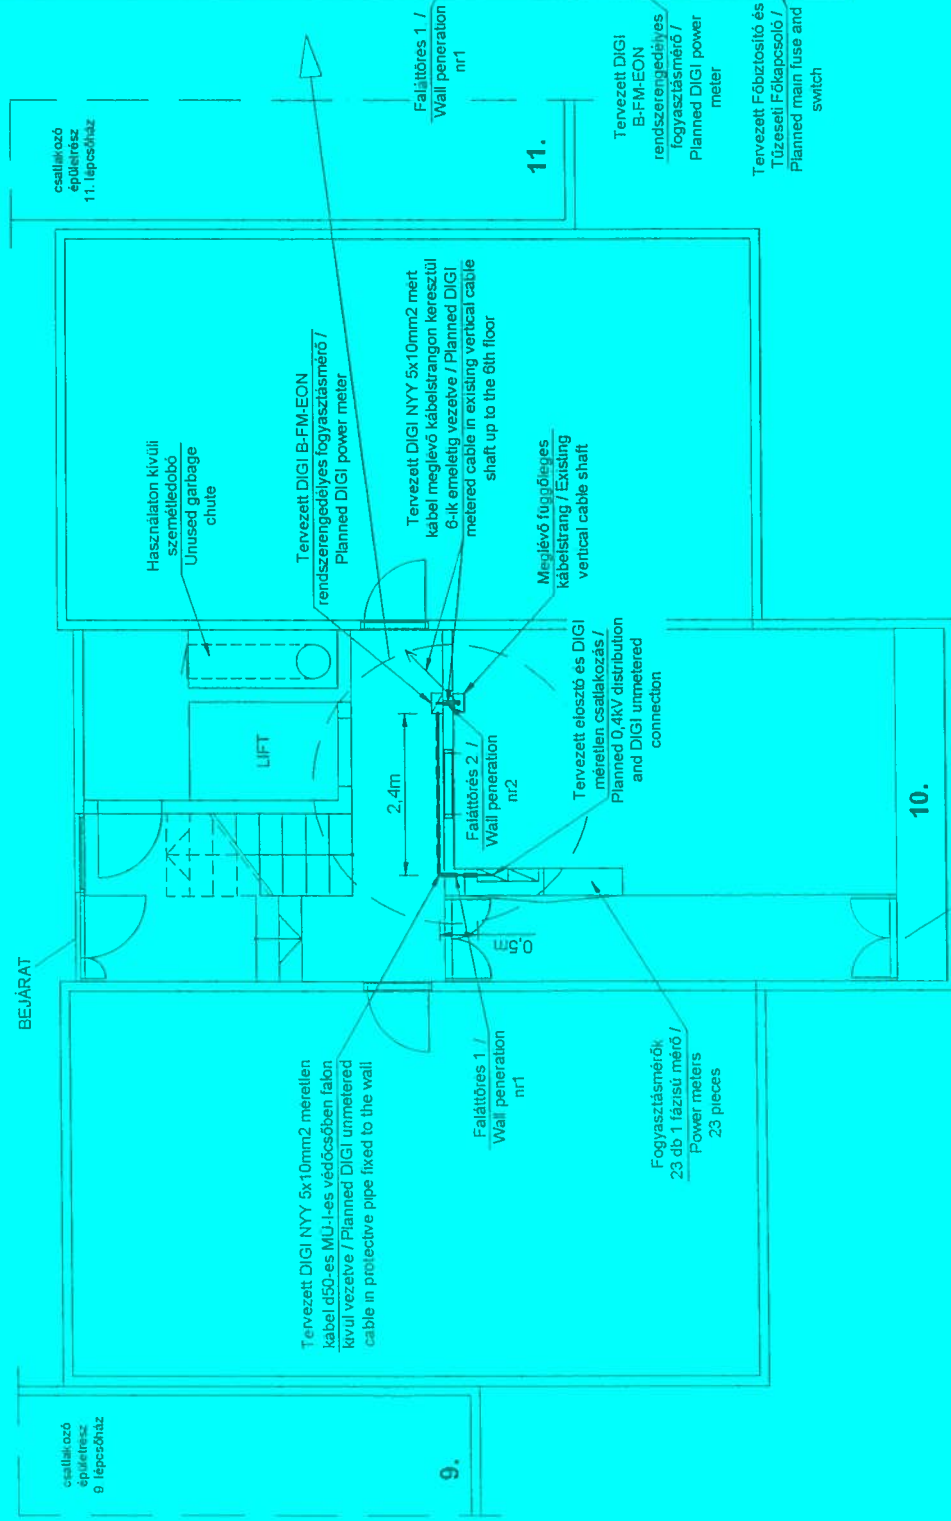 BEJÁRAT
csatlakozó
épületrész
9 lépcsőház
9.
csatlakozó
épületrész
11. lépcsőház
11.
Használaton kívüli
szemétledobó
Unused garbage
chute
LIFT
2,4m
0,5m
Tervezett DIGI B-FM-EON
rendszerengedélyes fogyasztásmérő /
Planned DIGI power meter
Tervezett DIGI NYY 5x10mm2 mért
kábel meglévő kábelstrangon keresztül
6-ik emeletig vezetve / Planned DIGI
metered cable in existing vertical cable
shaft up to the 6th floor
Meglévő függőleges
kábelstrang / Existing
vertical cable shaft
Faláttörés 2 /
Wall peneration
nr2
Tervezett elosztó és DIGI
méretlen csatlakozás /
Planned 0,4kV distribution
and DIGI unmetered
connection
10.
Tervezett DIGI NYY 5x10mm2 méretlen
kábel d50-es MÜ-I-es védőcsőben falon
kívül vezetve / Planned DIGI unmetered
cable in protective pipe fixed to the wall
Faláttörés 1 /
Wall peneration
nr1
Fogyasztásmérők
23 db 1 fázisú mérő /
Power meters
23 pieces
Faláttörés 1. /
Wall peneration
nr1
Tervezett DIGI
B-FM-EON
rendszerengedélyes
fogyasztásmérő /
Planned DIGI power
meter
Tervezett Főbiztosító és
Tűzeseti Főkapcsoló /
Planned main fuse and
switch